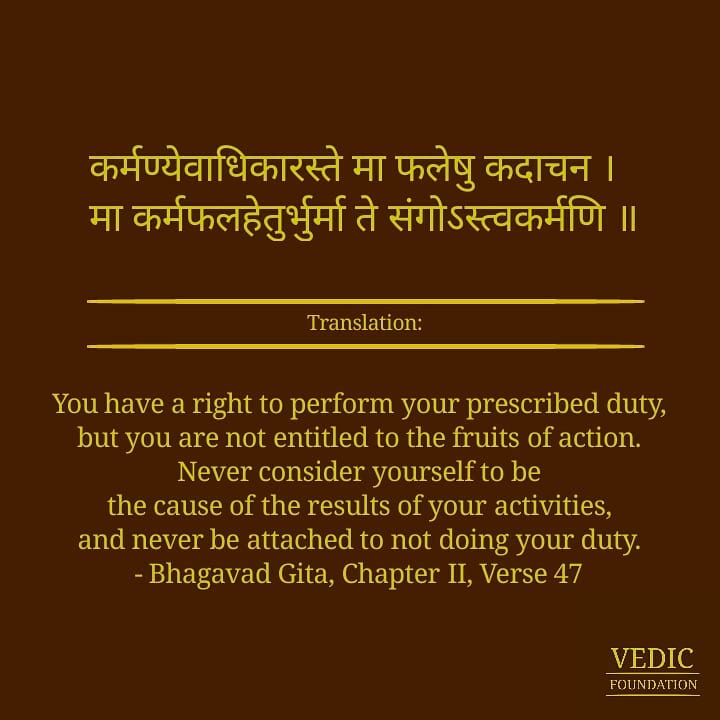 कर्मण्येवाधिकारस्ते मा फलेषु कदाचन ।
मा कर्मफलहेतुर्भुर्मा ते संगोऽस्त्वकर्मणि ॥
Translation:
You have a right to perform your prescribed duty,
but you are not entitled to the fruits of action.
Never consider yourself to be
the cause of the results of your activities,
and never be attached to not doing your duty.
- Bhagavad Gita, Chapter II, Verse 47
VEDIC
FOUNDATION